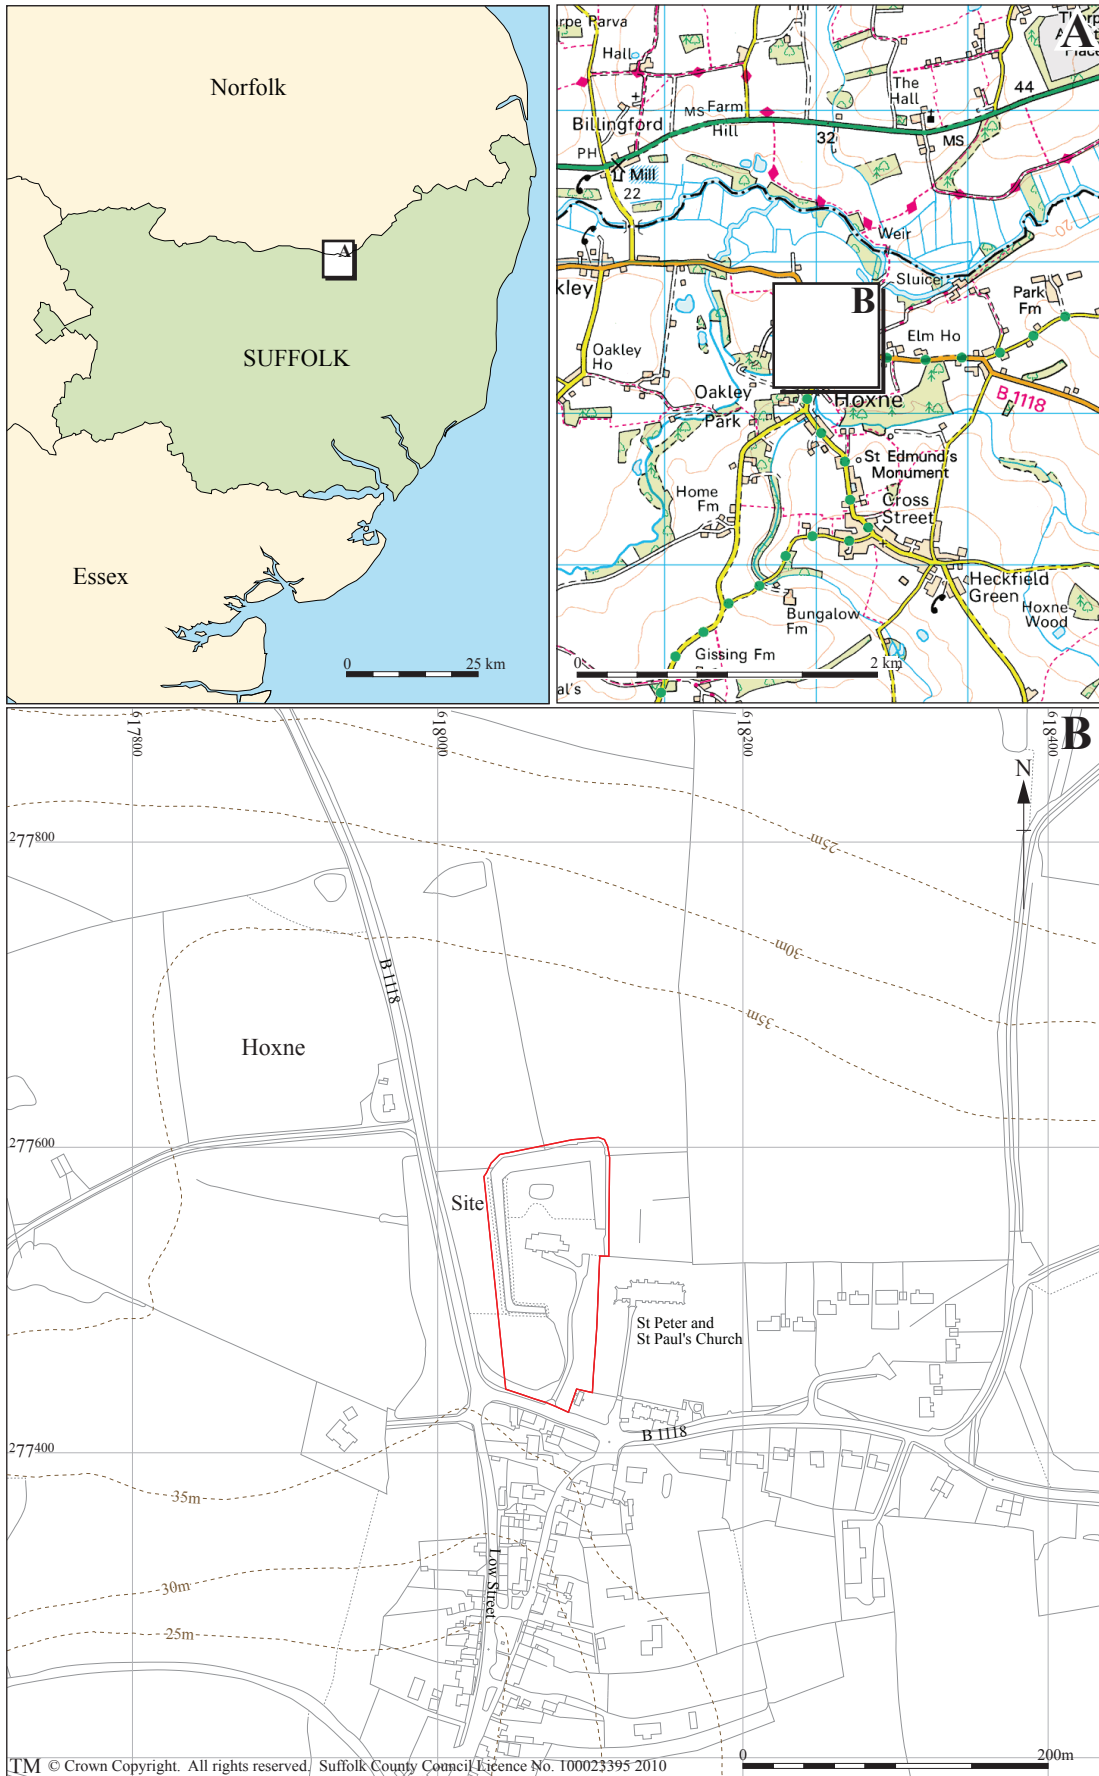 Norfolk
A
SUFFOLK
Essex
0 25 km
A
Hall
The
Hall
44
MS Farm
Hill
Billingford
32
MS
PH
Mill
22
Weir
20
Sluice
B
Park
Fm
Elm Ho
Oakley
Ho
B 1118
Oakley
Park
Hoxne
St Edmund's
Monument
Home
Fm
Cross
Street
Heckfield
Green
Hoxne
Wood
Bungalow
Fm
Gissing Fm
0 2 km
B
617800
618000
618200
618400
N
277800
25m
30m
B 1118
35m
Hoxne
277600
Site
St Peter and
St Paul's Church
B 1118
277400
35m
Low Street
30m
25m
0 200m
TM © Crown Copyright. All rights reserved. Suffolk County Council Licence No. 100023395 2010